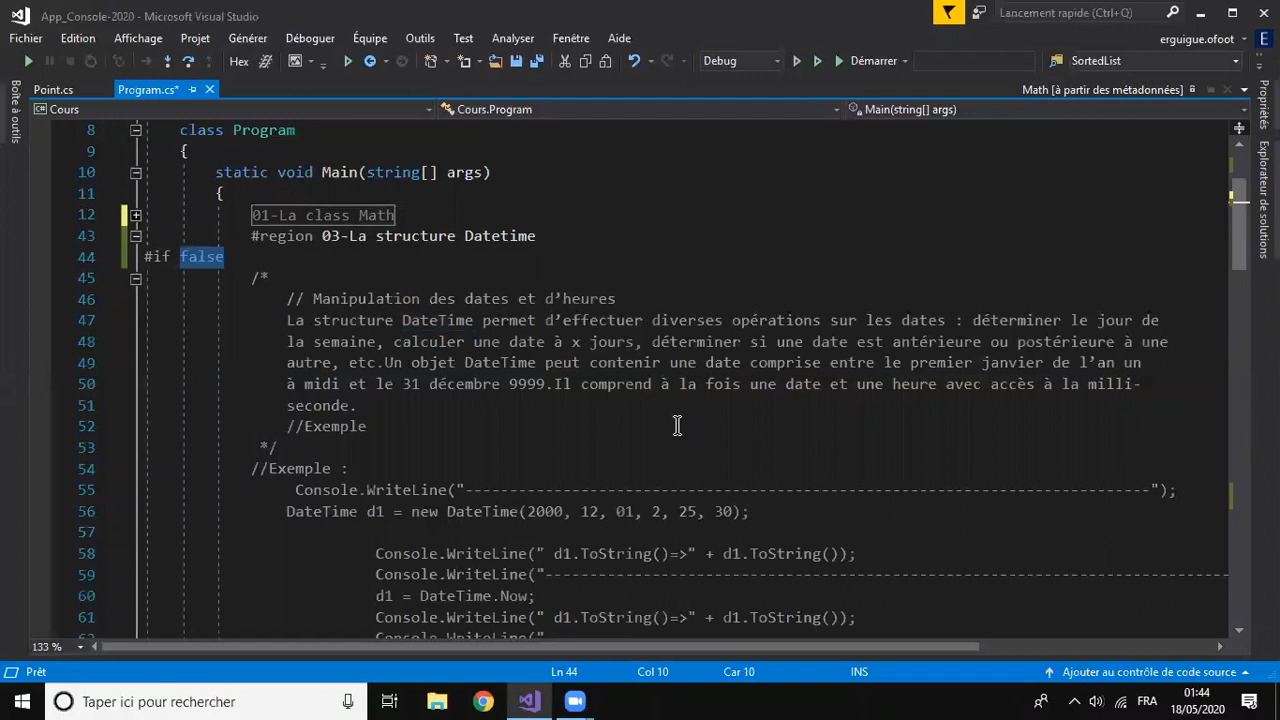 App_Console-2020 - Microsoft Visual Studio
Lancement rapide (Ctrl+Q)
Fichier Edition Affichage Projet Générer Déboguer Équipe Outils Test Analyser Fenêtre Aide
erguigue.ofoot
E
Hex
Debug
Démarrer
SortedList
Boîte à outils
Point.cs
Program.cs*
Math [à partir des métadonnées]
Cours
Cours.Program
Main(string[] args)
Propriétés
Explorateur de solutions
8 class Program
9 {
10 static void Main(string[] args)
11 {
12 01-La class Math
43 #region 03-La structure Datetime
44 #if false
45 /*
46 // Manipulation des dates et d’heures
47 La structure DateTime permet d’effectuer diverses opérations sur les dates : déterminer le jour de
48 la semaine, calculer une date à x jours, déterminer si une date est antérieure ou postérieure à une
49 autre, etc.Un objet DateTime peut contenir une date comprise entre le premier janvier de l’an un
50 à midi et le 31 décembre 9999.Il comprend à la fois une date et une heure avec accès à la milli-
51 seconde.
52 //Exemple
53 */
54 //Exemple :
55 Console.WriteLine("-----------------------------------------------------------------------------");
56 DateTime d1 = new DateTime(2000, 12, 01, 2, 25, 30);
57
58 Console.WriteLine(" d1.ToString()=>" + d1.ToString());
59 Console.WriteLine("-----------------------------------------------------------------------------
60 d1 = DateTime.Now;
61 Console.WriteLine(" d1.ToString()=>" + d1.ToString());
133 %
Prêt
Ln 44
Col 10
Car 10
INS
Ajouter au contrôle de code source
Taper ici pour rechercher
FRA
01:44
18/05/2020